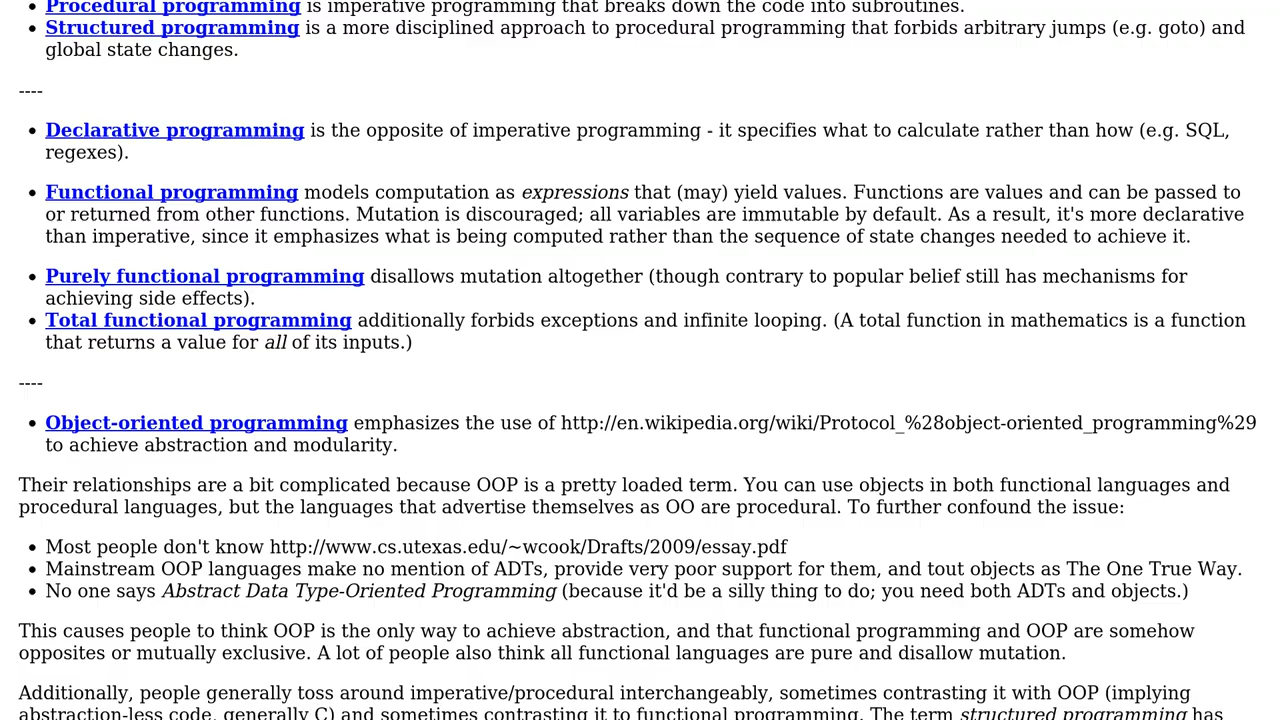 Procedural programming is imperative programming that breaks down the code into subroutines.
Structured programming is a more disciplined approach to procedural programming that forbids arbitrary jumps (e.g. goto) and
global state changes.
----
Declarative programming is the opposite of imperative programming - it specifies what to calculate rather than how (e.g. SQL,
regexes).
Functional programming models computation as expressions that (may) yield values. Functions are values and can be passed to
or returned from other functions. Mutation is discouraged; all variables are immutable by default. As a result, it's more declarative
than imperative, since it emphasizes what is being computed rather than the sequence of state changes needed to achieve it.
Purely functional programming disallows mutation altogether (though contrary to popular belief still has mechanisms for
achieving side effects).
Total functional programming additionally forbids exceptions and infinite looping. (A total function in mathematics is a function
that returns a value for all of its inputs.)
----
Object-oriented programming emphasizes the use of http://en.wikipedia.org/wiki/Protocol_%28object-oriented_programming%29
to achieve abstraction and modularity.
Their relationships are a bit complicated because OOP is a pretty loaded term. You can use objects in both functional languages and
procedural languages, but the languages that advertise themselves as OO are procedural. To further confound the issue:
Most people don't know http://www.cs.utexas.edu/~wcook/Drafts/2009/essay.pdf
Mainstream OOP languages make no mention of ADTs, provide very poor support for them, and tout objects as The One True Way.
No one says Abstract Data Type-Oriented Programming (because it'd be a silly thing to do; you need both ADTs and objects.)
This causes people to think OOP is the only way to achieve abstraction, and that functional programming and OOP are somehow
opposites or mutually exclusive. A lot of people also think all functional languages are pure and disallow mutation.
Additionally, people generally toss around imperative/procedural interchangeably, sometimes contrasting it with OOP (implying
abstraction-less code, generally C) and sometimes contrasting it to functional programming. The term structured programming has